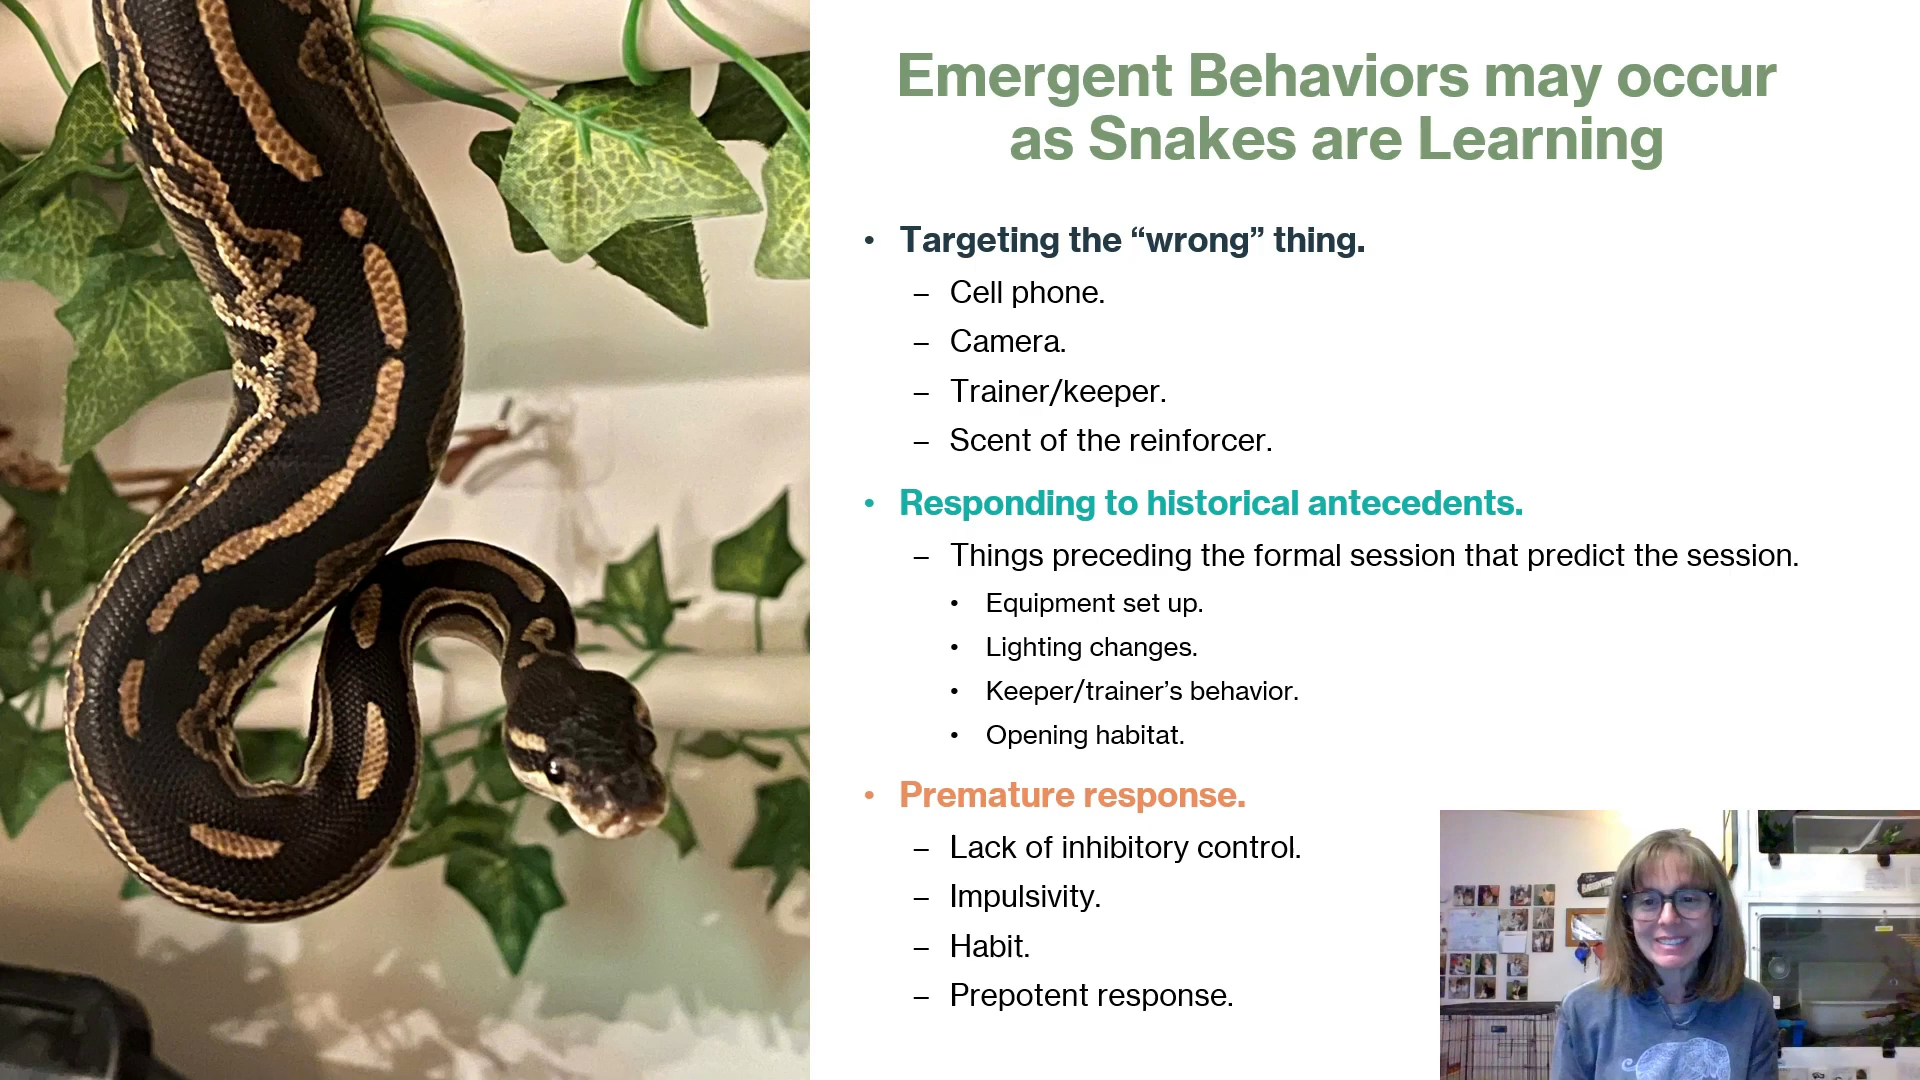 Emergent Behaviors may occur
as Snakes are Learning
• Targeting the “wrong” thing.
– Cell phone.
– Camera.
– Trainer/keeper.
– Scent of the reinforcer.
• Responding to historical antecedents.
– Things preceding the formal session that predict the session.
• Equipment set up.
• Lighting changes.
• Keeper/trainer’s behavior.
• Opening habitat.
• Premature response.
– Lack of inhibitory control.
– Impulsivity.
– Habit.
– Prepotent response.